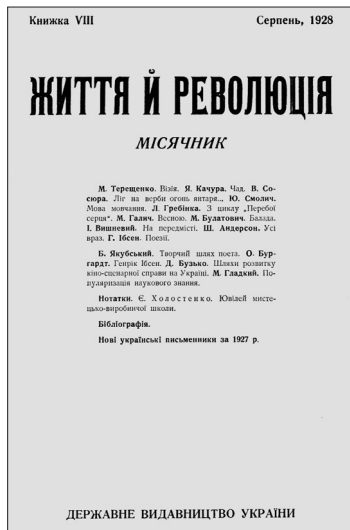 Книжка VIII Серпень, 1928
ЖИТТЯ Й РЕВОЛЮЦІЯ
МІСЯЧНИК
М. Терещенко. Візія. Я. Качура. Чад. В. Со-
сюра. Ліг на верби огонь янтаря... Ю. Смолич.
Мова мовчання. Л. Гребінка. З циклу „Перебої
серця“. М. Галич. Весною. М. Булатович. Балада.
І. Вишневий. На передмісті. Ш. Андерсон. Усі
враз. Г. Ібсен. Поезії.
Б. Якубський. Творчий шлях поета. О. Бур-
гардт. Генрік Ібсен. Д. Бузько. Шляхи розвитку
кіно-сценарної справи на Україні. М. Гладкий. По-
пуляризація наукового знання.
Нотатки. Є. Холостенко. Ювілей мисте-
цько-виробничої школи.
Бібліографія.
Нові українські письменники за 1927 р.
ДЕРЖАВНЕ ВИДАВНИЦТВО УКРАЇНИ